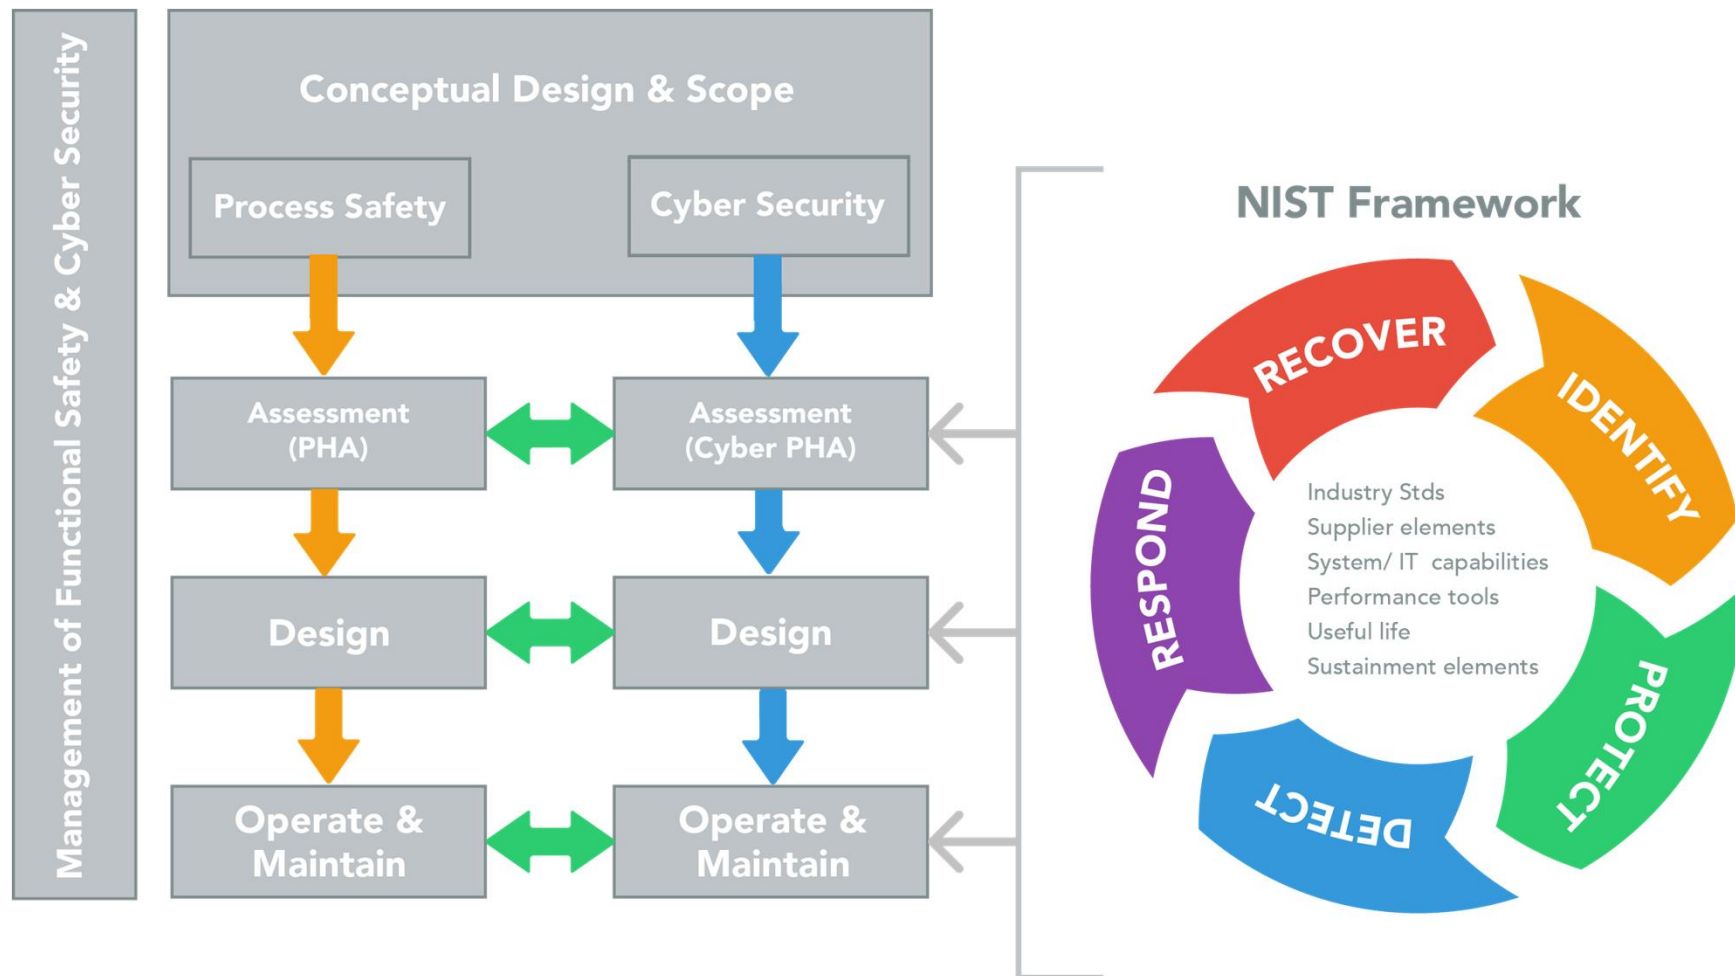 Management of Functional Safety & Cyber Security
Conceptual Design & Scope
Process Safety
Cyber Security
Assessment
(PHA)
Assessment
(Cyber PHA)
Design
Design
Operate &
Maintain
Operate &
Maintain
NIST Framework
RECOVER
IDENTIFY
PROTECT
DETECT
RESPOND
Industry Stds
Supplier elements
System/ IT capabilities
Performance tools
Useful life
Sustainment elements